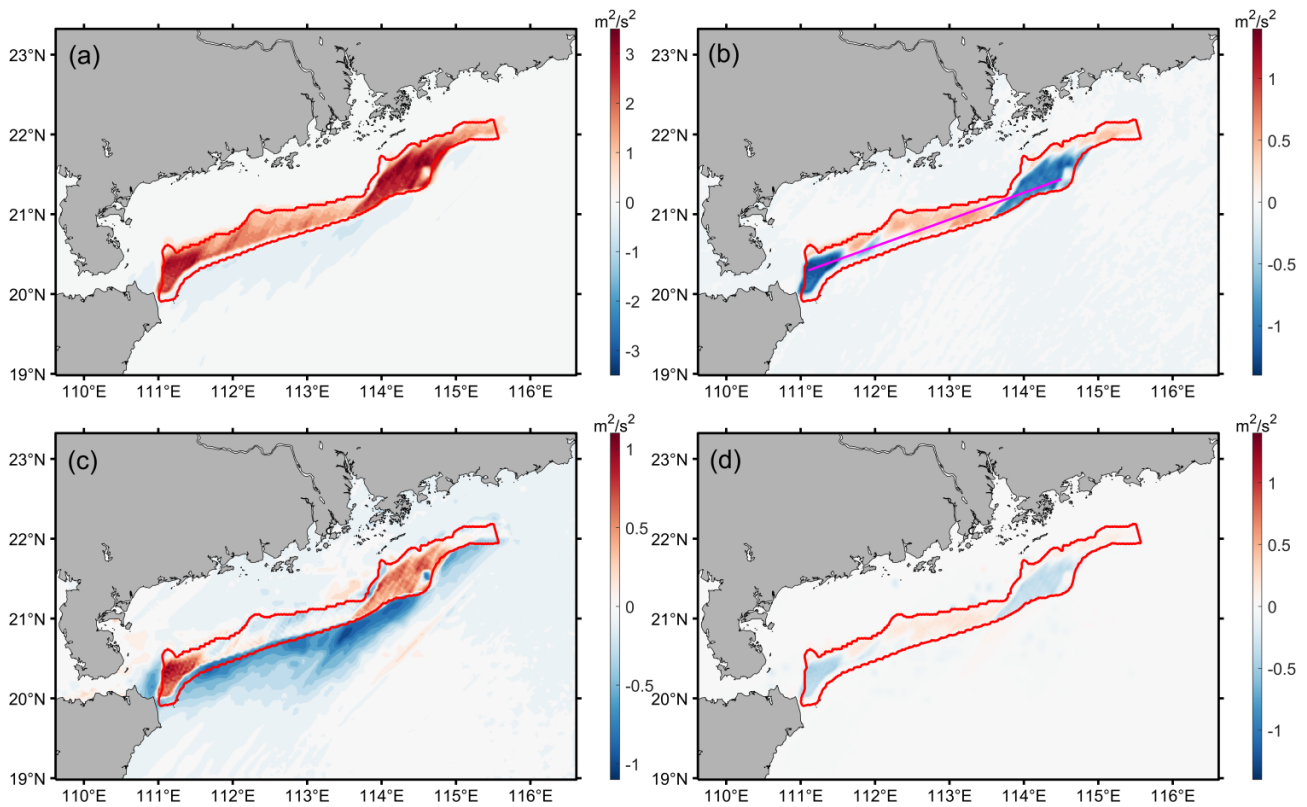 m²/s² m²/s²
(a) (b)
23°N 3 23°N 1
22°N 2 22°N
1 0.5
21°N 0 21°N 0
-1 -0.5
20°N -2 20°N
-3 -1
19°N 19°N
110°E 111°E 112°E 113°E 114°E 115°E 116°E 110°E 111°E 112°E 113°E 114°E 115°E 116°E
m²/s² m²/s²
(c) (d)
23°N 1 23°N 1
22°N 0.5 22°N 0.5
21°N 0 21°N 0
20°N -0.5 20°N -0.5
-1 -1
19°N 19°N
110°E 111°E 112°E 113°E 114°E 115°E 116°E 110°E 111°E 112°E 113°E 114°E 115°E 116°E